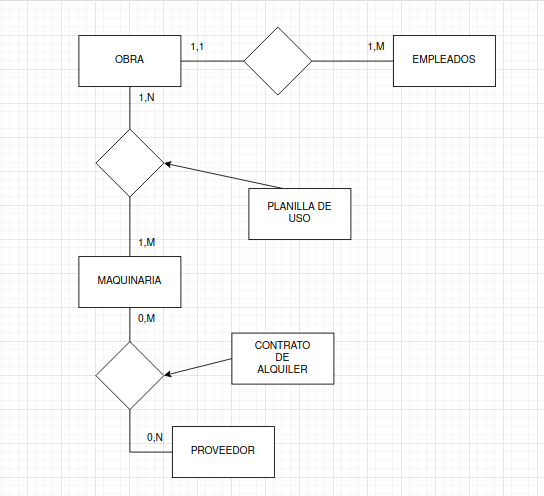 OBRA
1,1
1,M
EMPLEADOS
1,N
PLANILLA DE
USO
1,M
MAQUINARIA
0,M
CONTRATO
DE
ALQUILER
0,N
PROVEEDOR